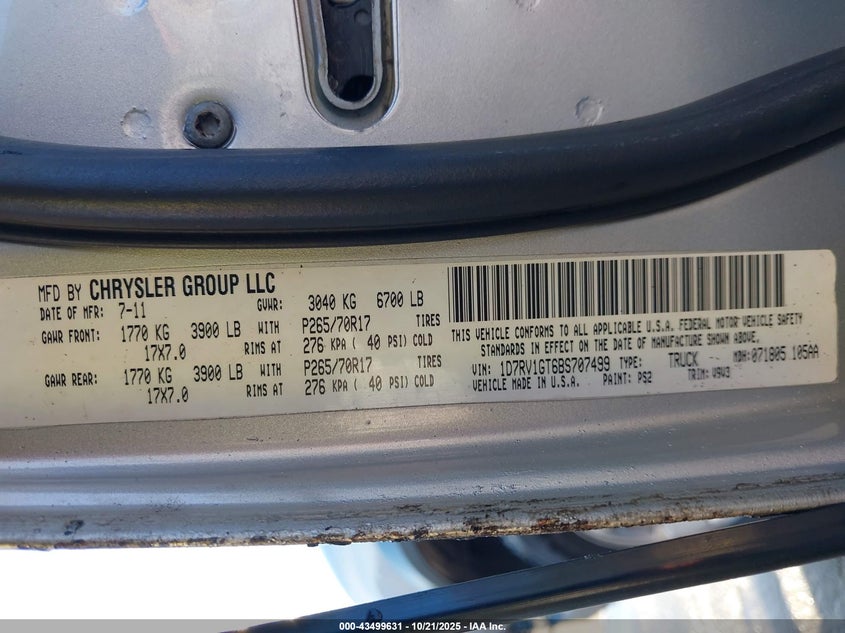 MFD BY CHRYSLER GROUP LLC
DATE OF MFR: 7-11 GVWR: 3040 KG 6700 LB
GAWR FRONT: 1770 KG 3900 LB WITH P265/70R17 TIRES
17X7.0 RIMS AT 276 KPA ( 40 PSI) COLD
GAWR REAR: 1770 KG 3900 LB WITH P265/70R17 TIRES
17X7.0 RIMS AT 276 KPA ( 40 PSI) COLD
THIS VEHICLE CONFORMS TO ALL APPLICABLE U.S.A. FEDERAL MOTOR VEHICLE SAFETY
STANDARDS IN EFFECT ON THE DATE OF MANUFACTURE SHOWN ABOVE.
VIN: 1D7RV1GT6BS707499 TYPE: TRUCK MDH: 071805 105AA
VEHICLE MADE IN U.S.A. PAINT: PS2 TRIM: V9V3
000-43499631 - 10/21/2025 - IAA Inc.